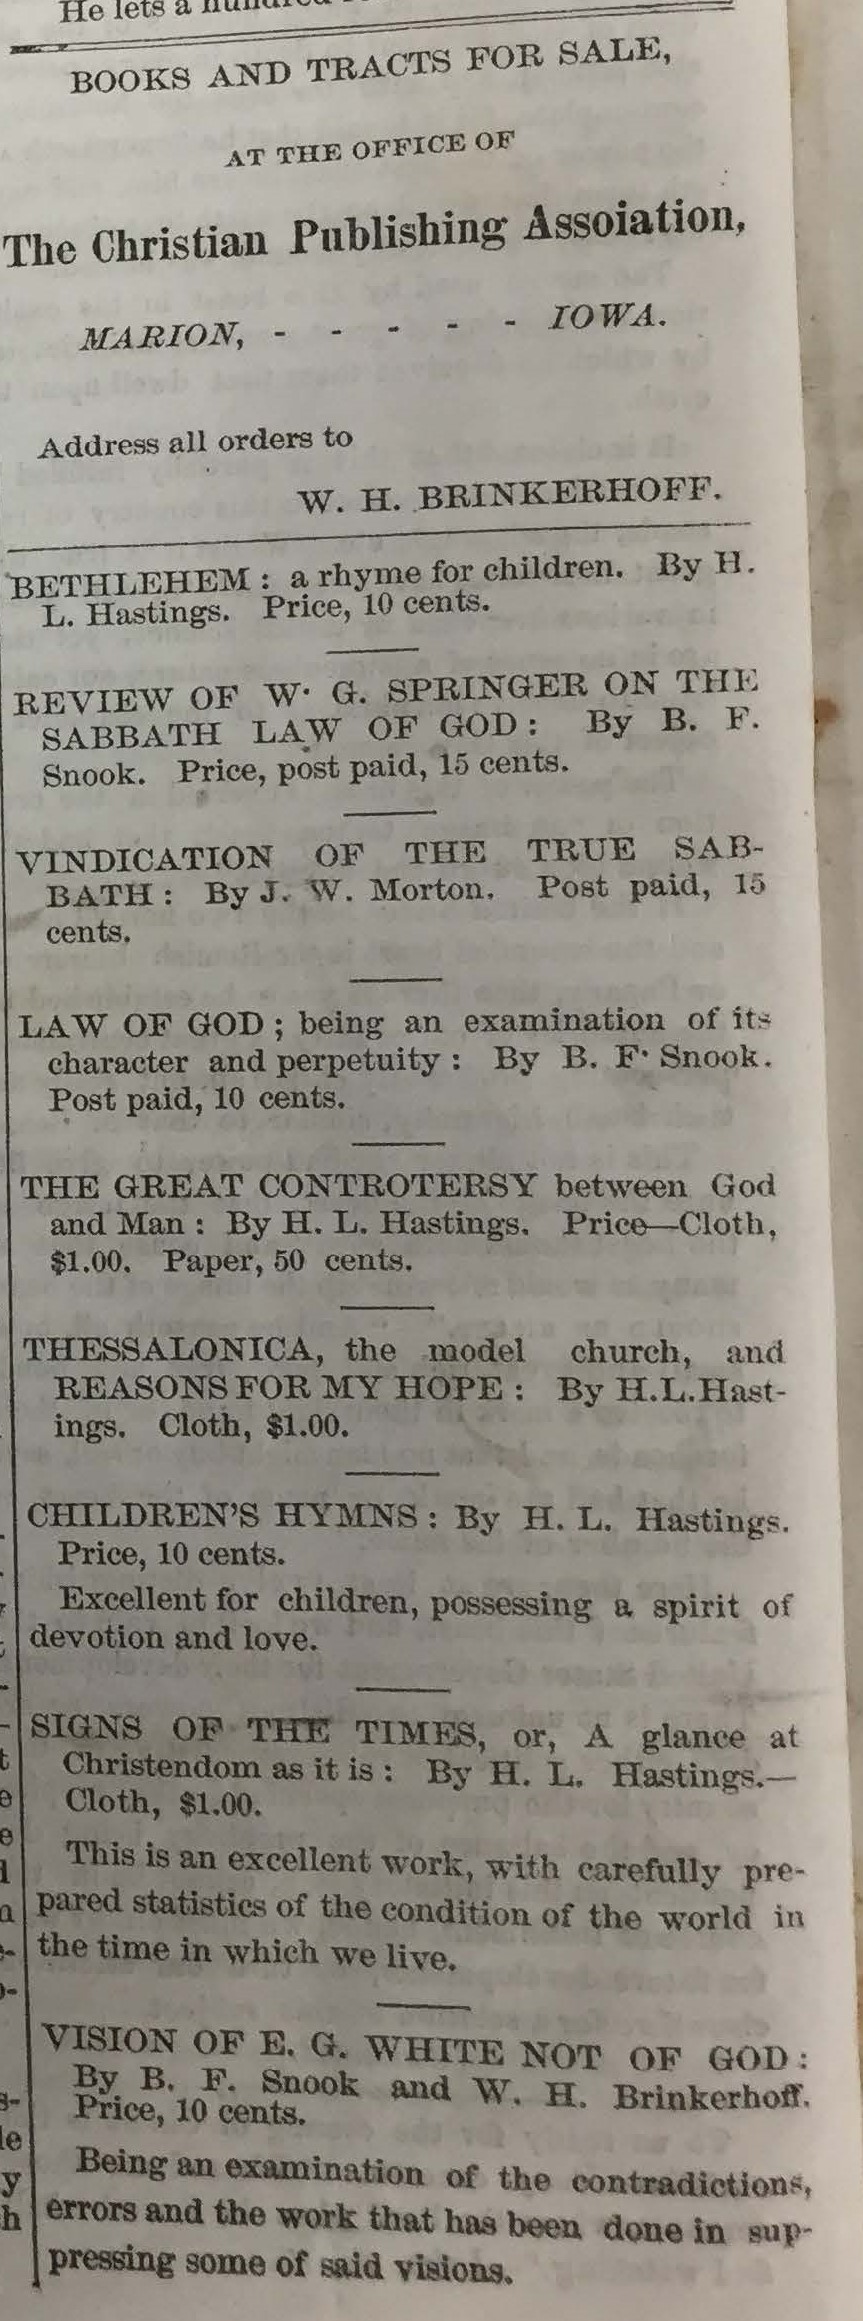 He lets a
BOOKS AND TRACTS FOR SALE,
AT THE OFFICE OF
The Christian Publishing Assoiation,
MARION, - - - - - IOWA.
Address all orders to
W. H. BRINKERHOFF.
BETHLEHEM : a rhyme for children. By H.
L. Hastings. Price, 10 cents.
REVIEW OF W· G. SPRINGER ON THE
SABBATH LAW OF GOD : By B. F.
Snook. Price, post paid, 15 cents.
VINDICATION OF THE TRUE SAB-
BATH : By J. W. Morton. Post paid, 15
cents.
LAW OF GOD ; being an examination of its
character and perpetuity : By B. F· Snook.
Post paid, 10 cents.
THE GREAT CONTROTERSY between God
and Man : By H. L. Hastings. Price—Cloth,
$1.00. Paper, 50 cents.
THESSALONICA, the model church, and
REASONS FOR MY HOPE : By H.L.Hast-
ings. Cloth, $1.00.
CHILDREN'S HYMNS : By H. L. Hastings.
Price, 10 cents.
Excellent for children, possessing a spirit of
devotion and love.
SIGNS OF THE TIMES, or, A glance at
Christendom as it is : By H. L. Hastings.—
Cloth, $1.00.
This is an excellent work, with carefully pre-
pared statistics of the condition of the world in
the time in which we live.
VISION OF E. G. WHITE NOT OF GOD :
By B. F. Snook and W. H. Brinkerhoff.
Price, 10 cents.
Being an examination of the contradictions,
errors and the work that has been done in sup-
pressing some of said visions.